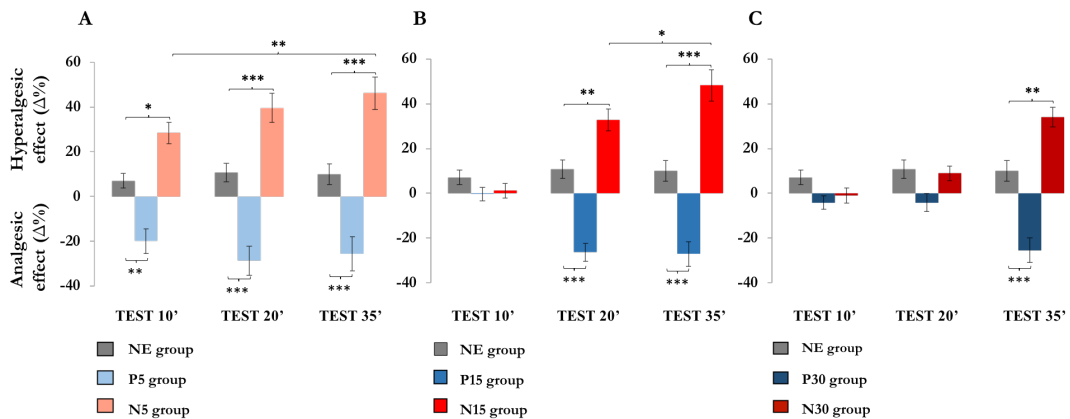 A
B
C
Hyperalgesic
effect (Δ%)
Analgesic
effect (Δ%)
60
40
20
0
-20
-40
*
**
**
***
***
***
***
TEST 10’ TEST 20’ TEST 35’
NE group
P5 group
N5 group
60
40
20
0
-20
-40
*
**
***
***
***
TEST 10’ TEST 20’ TEST 35’
NE group
P15 group
N15 group
60
40
20
0
-20
-40
**
***
TEST 10’ TEST 20’ TEST 35’
NE group
P30 group
N30 group